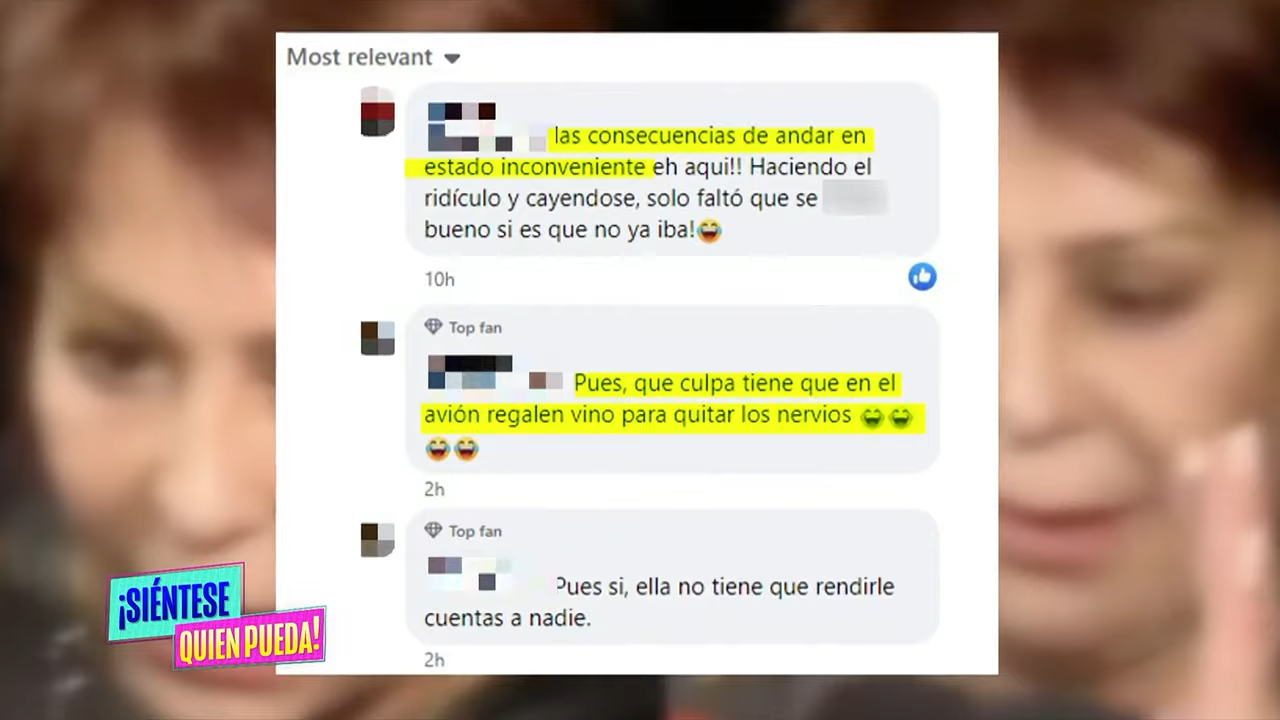 Most relevant
las consecuencias de andar en
estado inconveniente eh aqui!! Haciendo el
ridículo y cayendose, solo faltó que se
bueno si es que no ya iba!😂
10h
Top fan
Pues, que culpa tiene que en el
avión regalen vino para quitar los nervios 😂😂
😂😂
2h
Top fan
Pues si, ella no tiene que rendirle
cuentas a nadie.
2h
¡SIÉNTESE
QUIEN PUEDA!